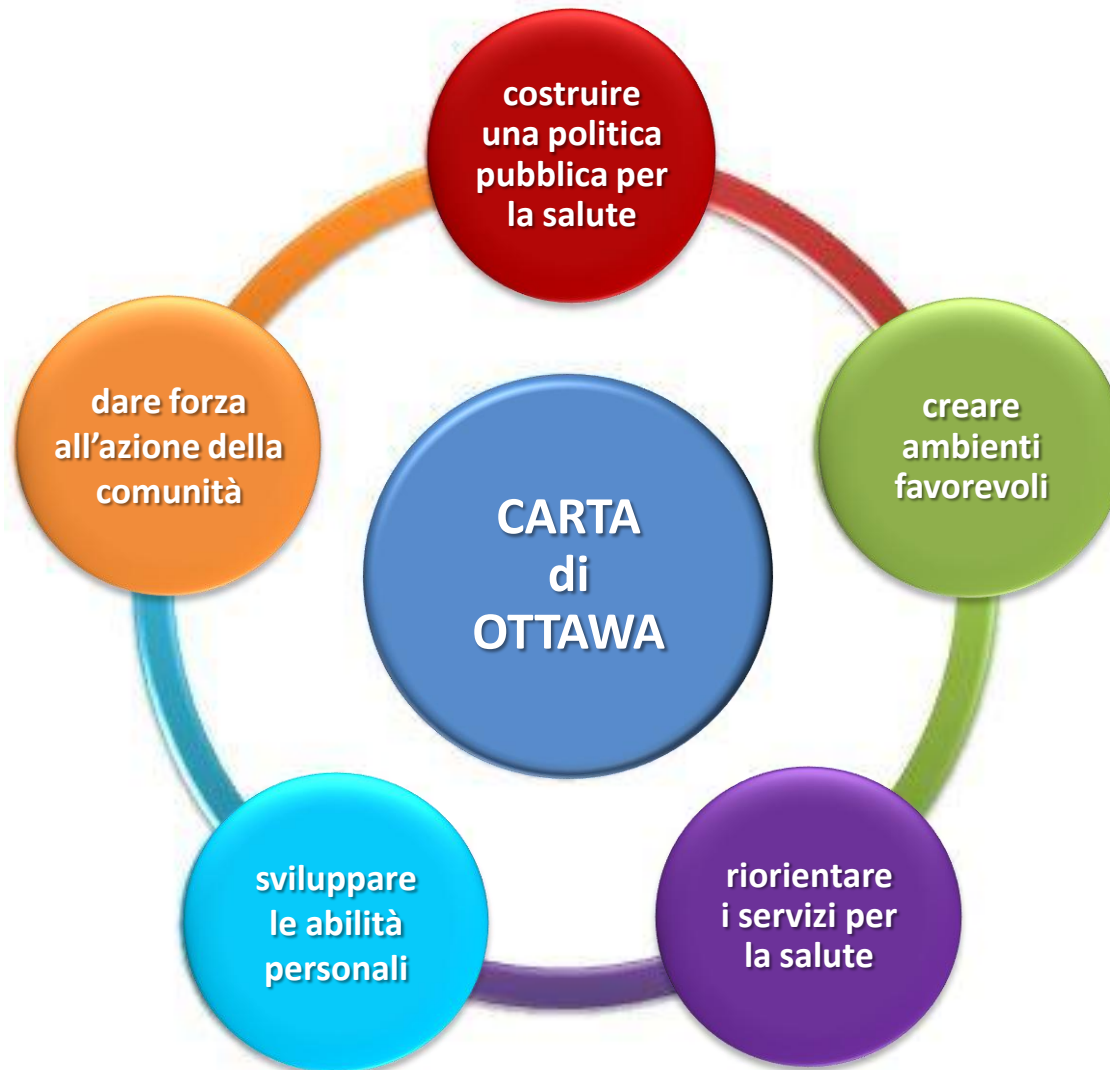 costruire
una politica
pubblica per
la salute
dare forza
all’azione della
comunità
creare
ambienti
favorevoli
CARTA
di
OTTAWA
sviluppare
le abilità
personali
riorientare
i servizi per
la salute